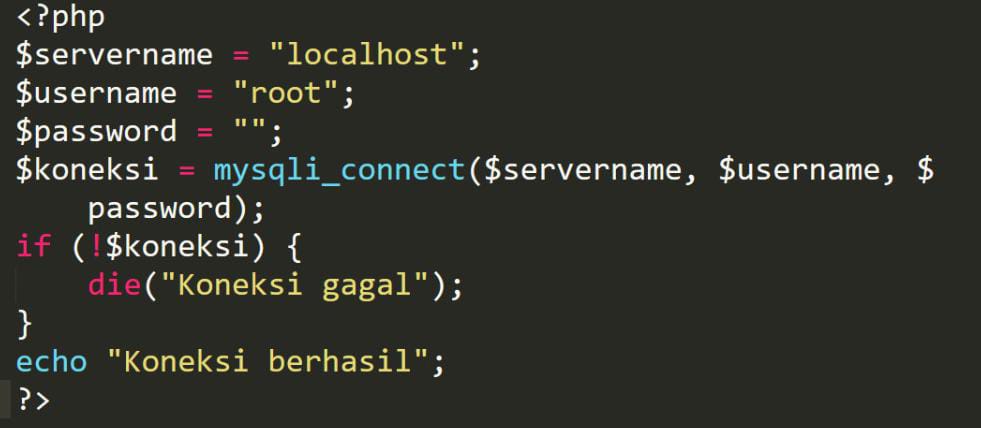 <?php
$servername = "localhost";
$username = "root";
$password = "";
$koneksi = mysqli_connect($servername, $username, $
password);
if (!$koneksi) {
    die("Koneksi gagal");
}
echo "Koneksi berhasil";
?>